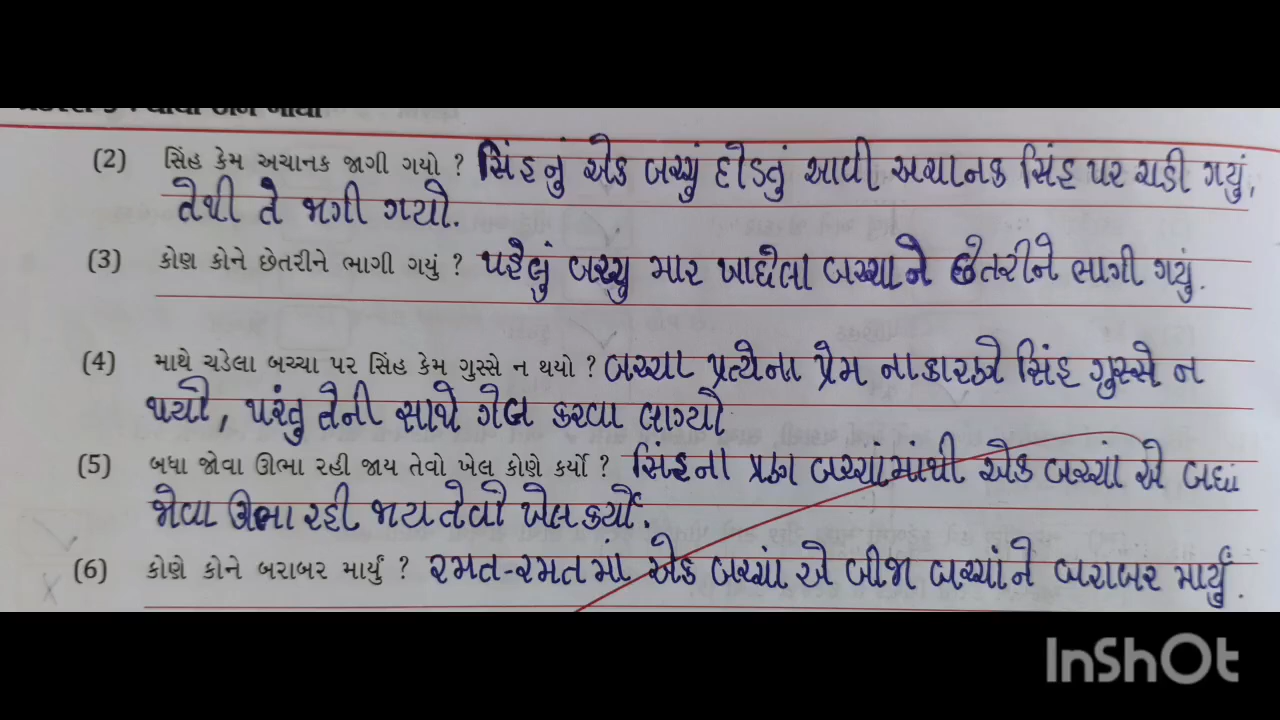 (2) સિંહ કેમ અચાનક જાગી ગયો ? સિંહનું એક બચ્ચું દોડતું આવી અચાનક સિંહ પર ચડી ગયું,
તેથી તે જાગી ગયો.
(3) કોણ કોને છેતરીને ભાગી ગયું ? પહેલું બચ્ચુ માર ખાધેલા બચ્ચાને છેતરીને ભાગી ગયું.
(4) માથે ચડેલા બચ્ચા પર સિંહ કેમ ગુસ્સે ન થયો ? બચ્ચા પ્રત્યેના પ્રેમ ના કારણે સિંહ ગુસ્સે ન
થયો, પરંતુ તેની સાથે ગેલ કરવા લાગ્યો
(5) બધા જોવા ઊભા રહી જાય તેવો ખેલ કોણે કર્યો ? સિંહના ત્રણ બચ્ચામાંથી એક બચ્ચાં એ બધાં
જોવા ઊભા રહી જાય તેવો ખેલ કર્યો.
(6) કોણે કોને બરાબર માર્યું ? રમત-રમતમાં એક બચ્ચાં એ બીજા બચ્ચાંને બરાબર માર્યું.
InShOt